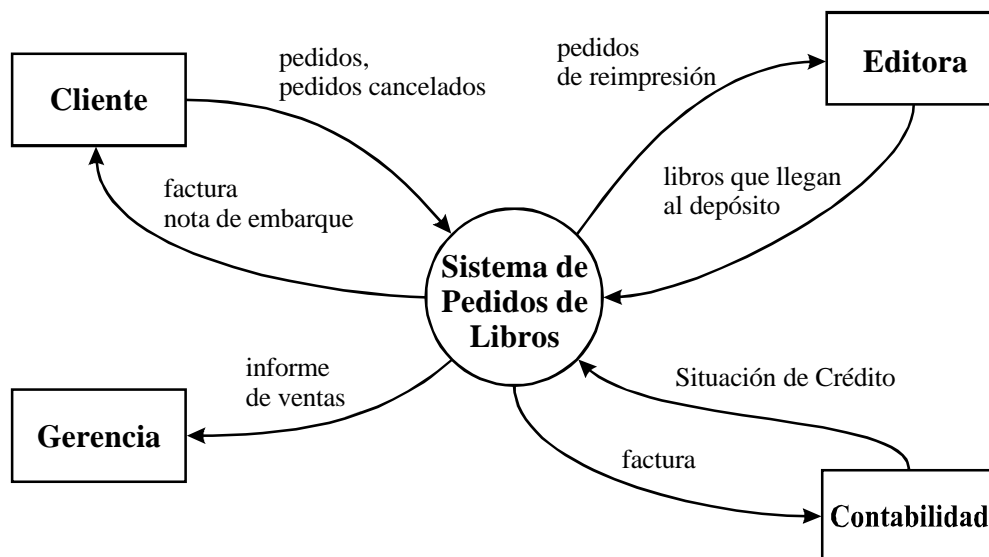 pedidos,
pedidos cancelados
Cliente
factura
nota de embarque
pedidos
de reimpresión
Editora
libros que llegan
al depósito
Sistema de
Pedidos de
Libros
informe
de ventas
Gerencia
Situación de Crédito
factura
Contabilidad